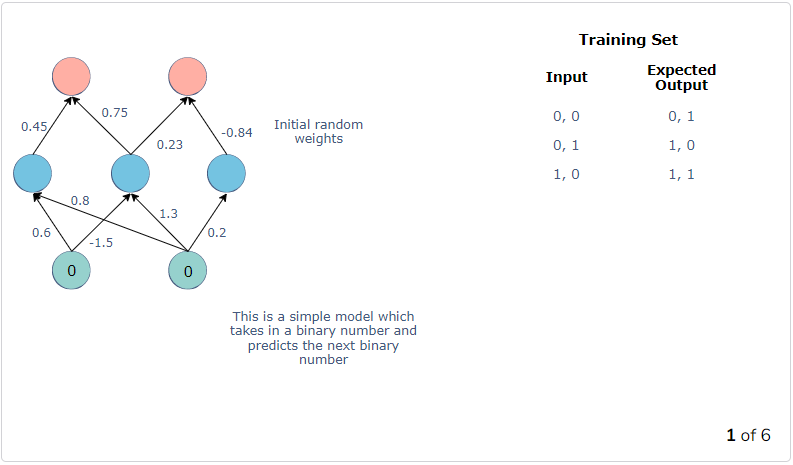 Training Set
Input
Expected
Output
0, 0
0, 1
0, 1
1, 0
1, 0
1, 1
0.45
0.75
0.23
-0.84
Initial random
weights
0.8
0.6
-1.5
1.3
0.2
0
0
This is a simple model which
takes in a binary number and
predicts the next binary
number
1 of 6